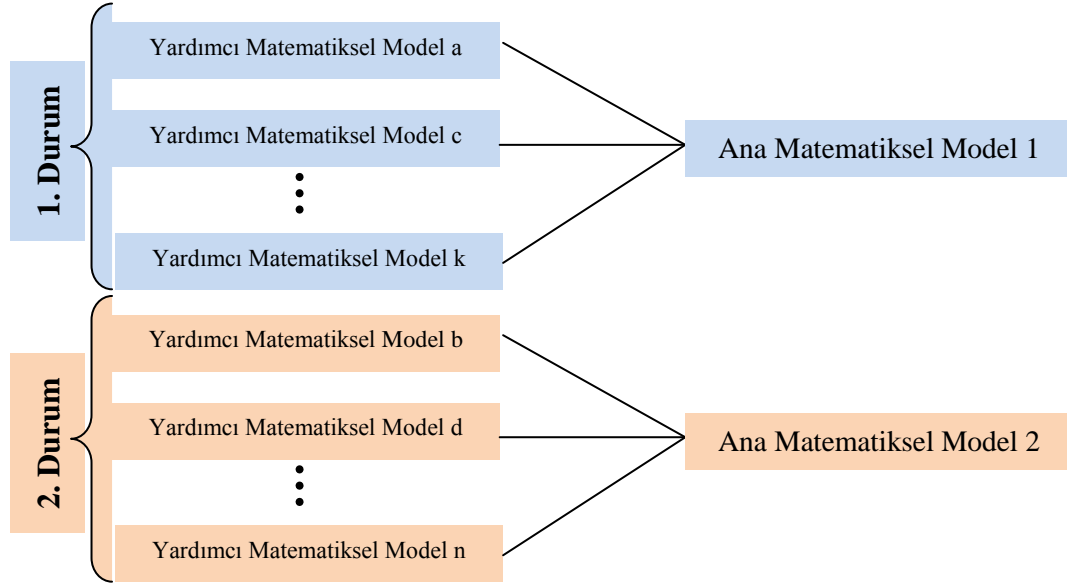 1. Durum
Yardımcı Matematiksel Model a
Yardımcı Matematiksel Model c
Yardımcı Matematiksel Model k
Ana Matematiksel Model 1
2. Durum
Yardımcı Matematiksel Model b
Yardımcı Matematiksel Model d
Yardımcı Matematiksel Model n
Ana Matematiksel Model 2